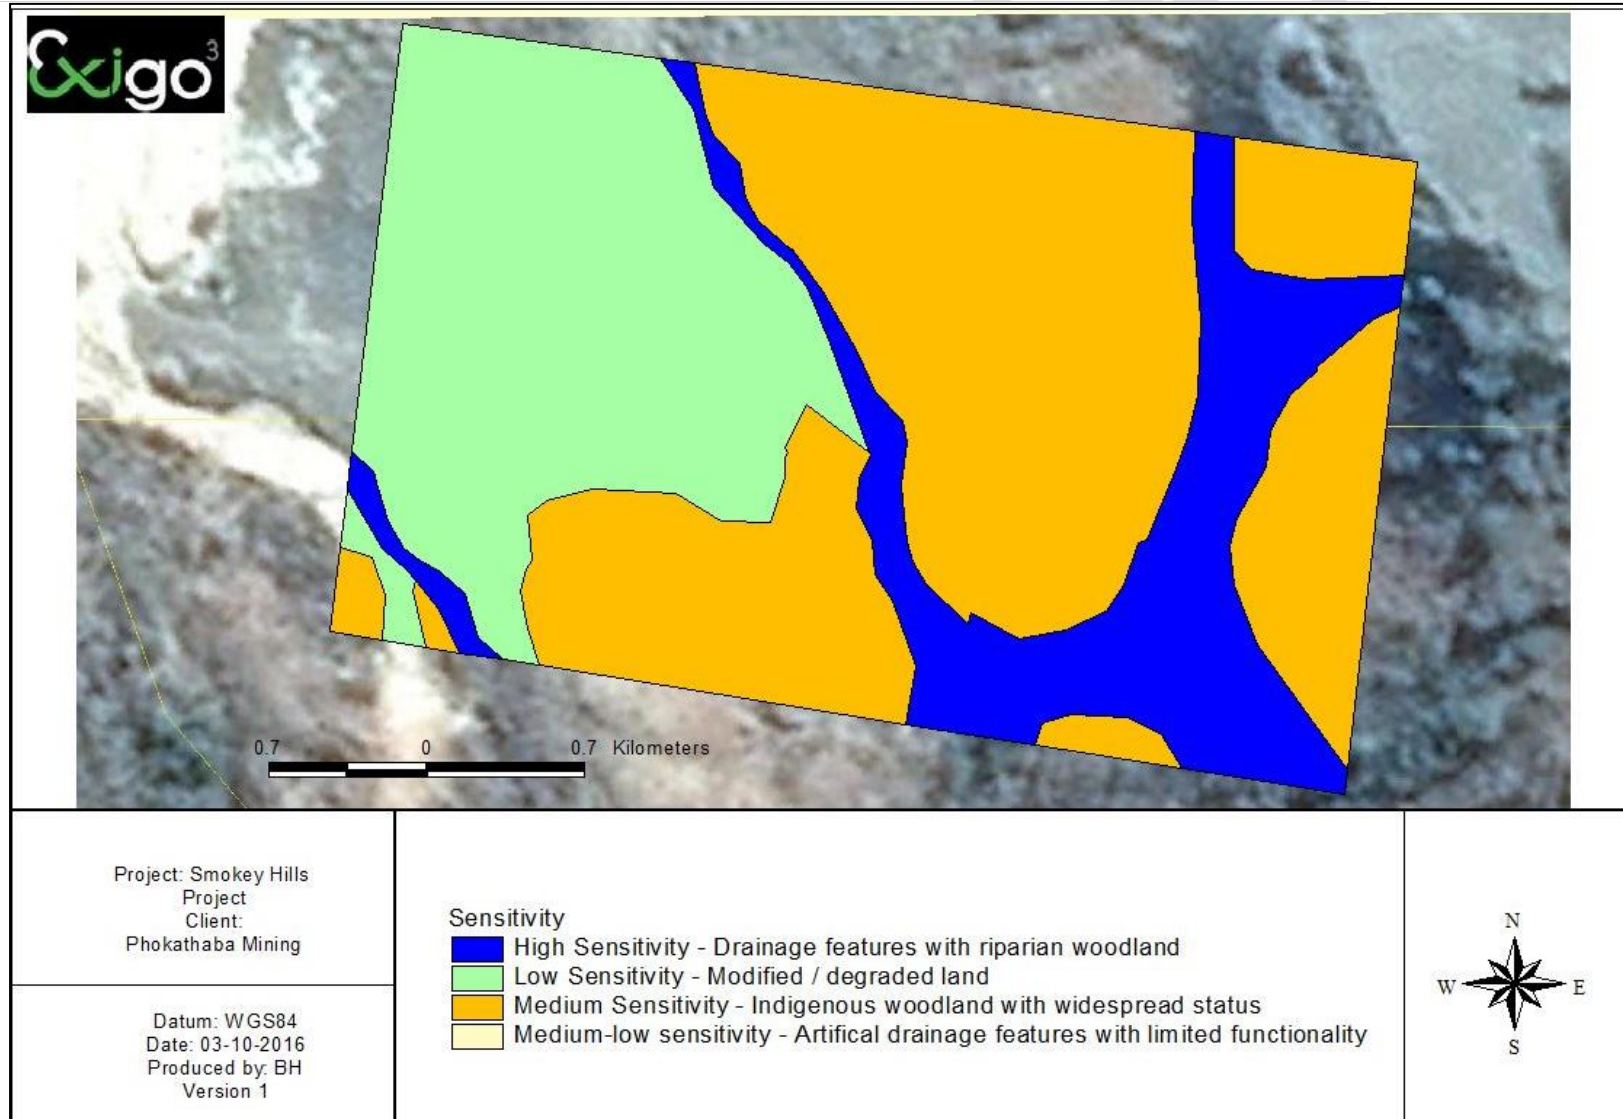 Exigo3
0.7 0 0.7 Kilometers
Project: Smokey Hills
Project
Client:
Phokathaba Mining
Datum: WGS84
Date: 03-10-2016
Produced by: BH
Version 1
Sensitivity
High Sensitivity - Drainage features with riparian woodland
Low Sensitivity - Modified / degraded land
Medium Sensitivity - Indigenous woodland with widespread status
Medium-low sensitivity - Artifical drainage features with limited functionality
N
W E
S